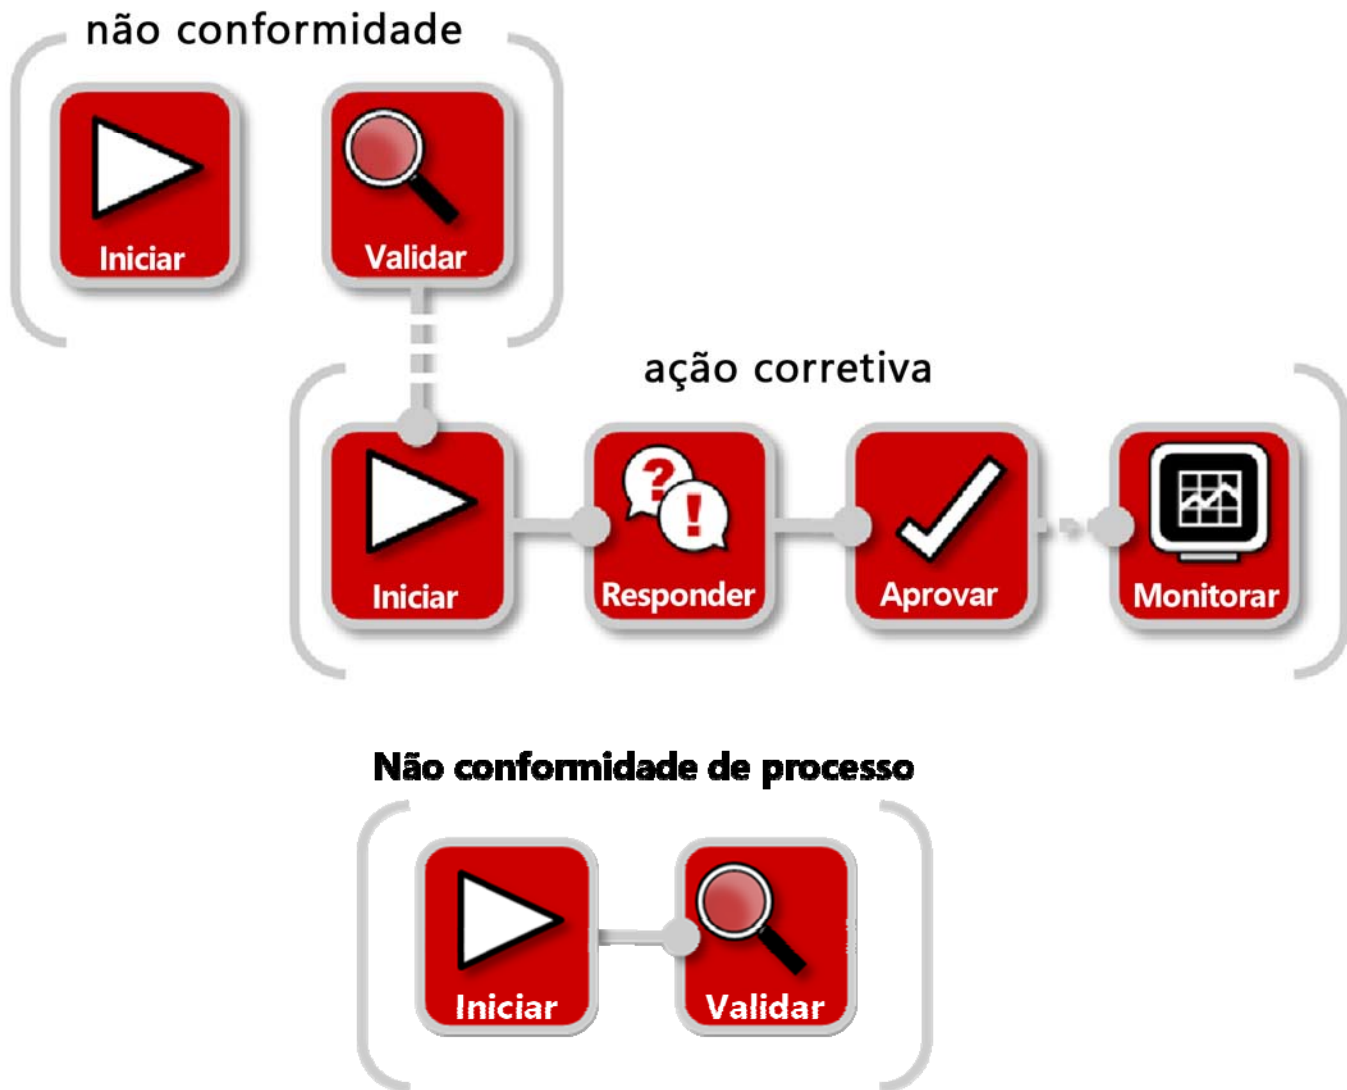 não conformidade
Iniciar
Validar
ação corretiva
Iniciar
Responder
Aprovar
Monitorar
Não conformidade de processo
Iniciar
Validar